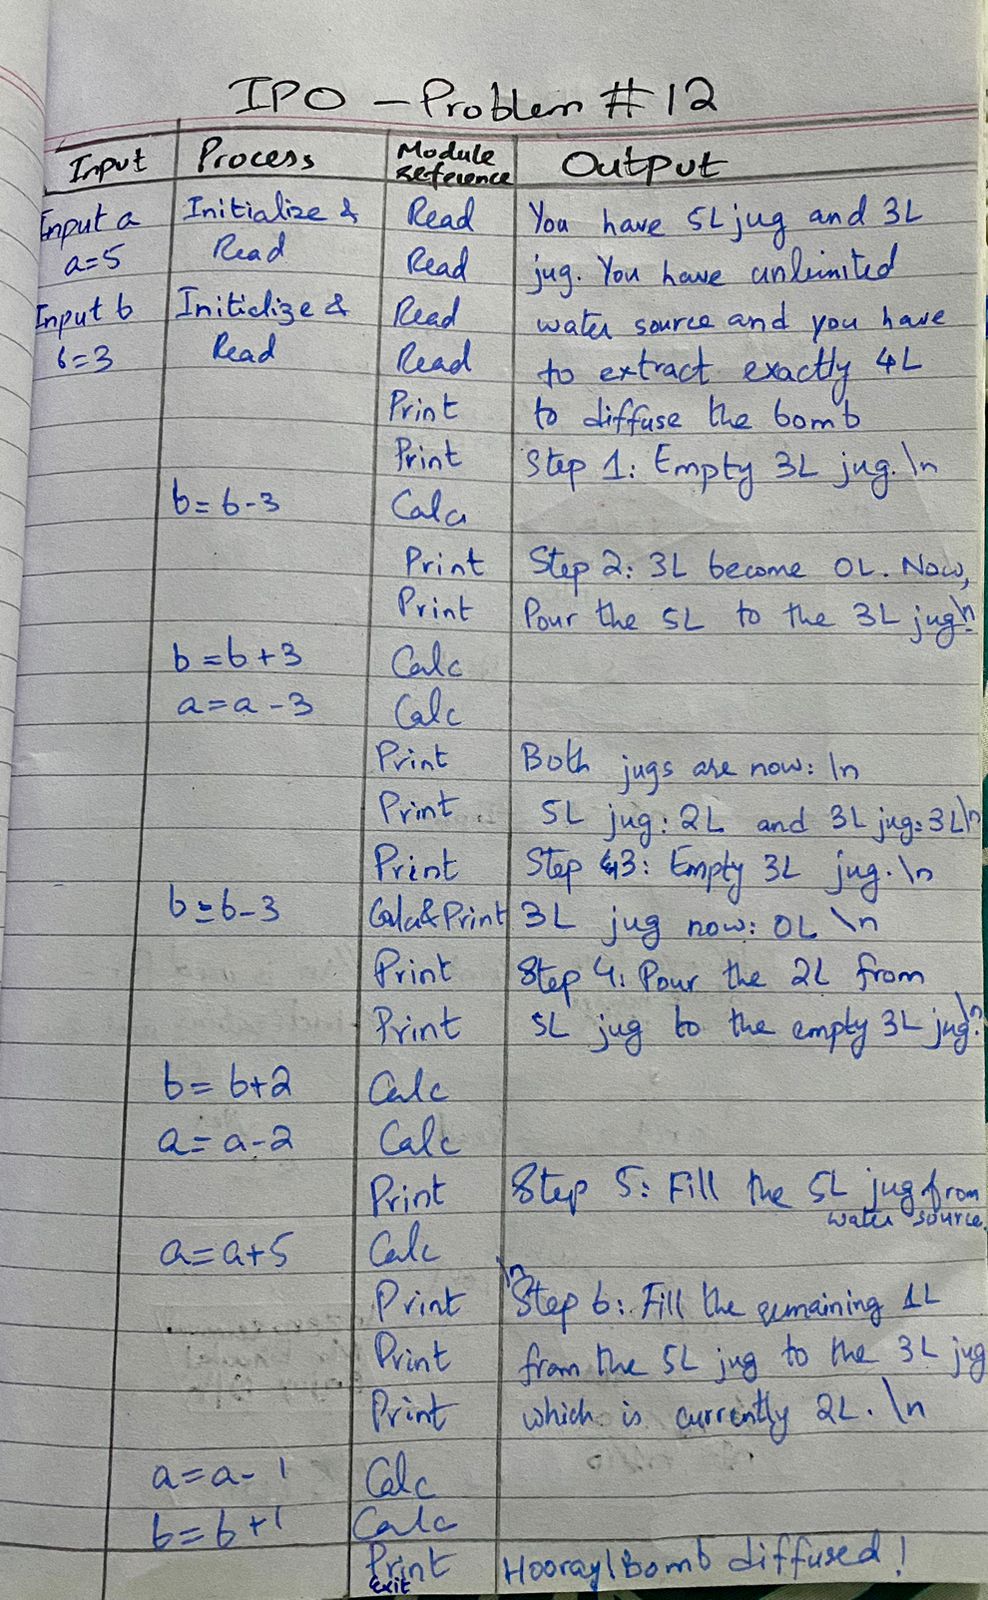 IPO - Problem # 12
Input Process Module Reference Output
Input a Initialize & Read You have 5L jug and 3L
a=5 Read Read jug. You have unlimited
Input b Initialize & Read water source and you have
b=3 Read Read to extract exactly 4L
Print to diffuse the bomb
Print Step 1: Empty 3L jug. \n
b=b-3 Calc
Print Step 2: 3L become 0L. Now,
Print Pour the 5L to the 3L jug\n.
b=b+3 Calc
a=a-3 Calc
Print Both jugs are now: \n
Print 5L jug: 2L and 3L jug: 3L\n
Print Step 3: Empty 3L jug. \n
b=b-3 Calc&Print 3L jug now: 0L \n
Print Step 4: Pour the 2L from
Print 5L jug to the empty 3L jug.\n
b= b+2 Calc
a= a-2 Calc
Print Step 5: Fill the 5L jug from
water source.
a=a+5 Calc
\n
Print Step 6: Fill the remaining 1L
Print from the 5L jug to the 3L jug
Print which is currently 2L. \n
a=a-1 Calc
b=b+1 Calc
Print Hooray! Bomb diffused!
Exit